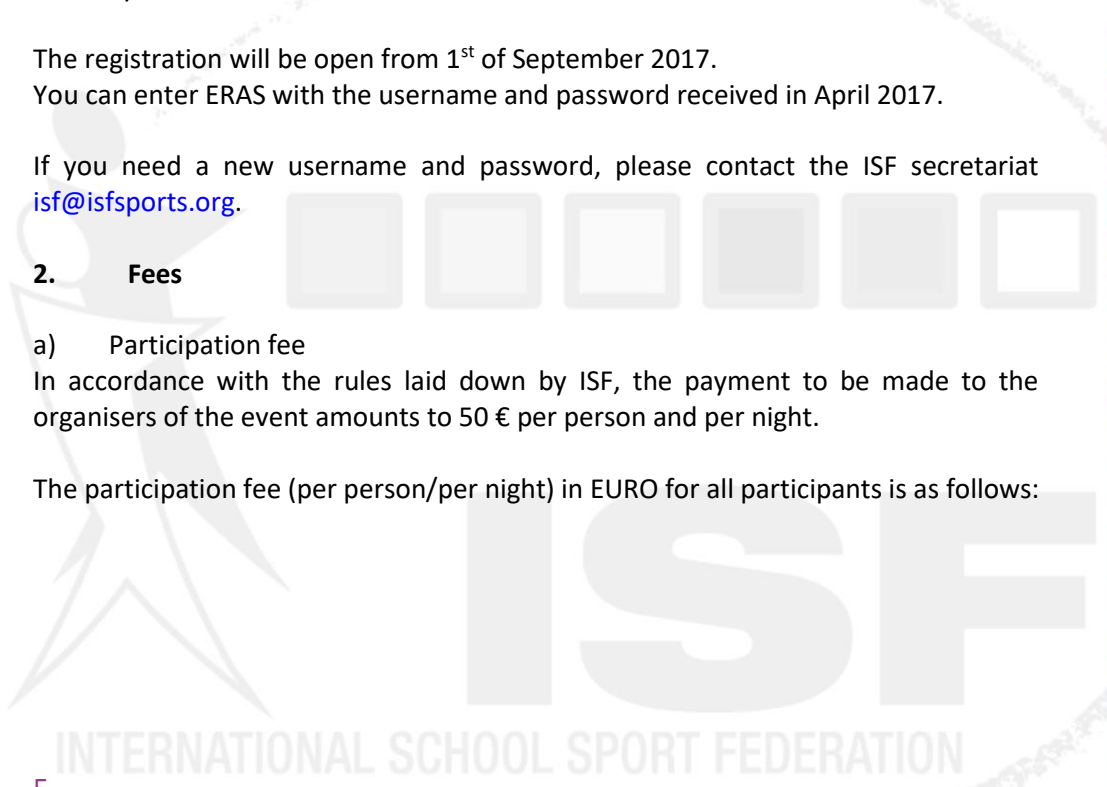 The registration will be open from 1st of September 2017.
You can enter ERAS with the username and password received in April 2017.
If you need a new username and password, please contact the ISF secretariat
isf@isfsports.org.
2. Fees
a) Participation fee
In accordance with the rules laid down by ISF, the payment to be made to the
organisers of the event amounts to 50 € per person and per night.
The participation fee (per person/per night) in EURO for all participants is as follows:
ISF
INTERNATIONAL SCHOOL SPORT FEDERATION